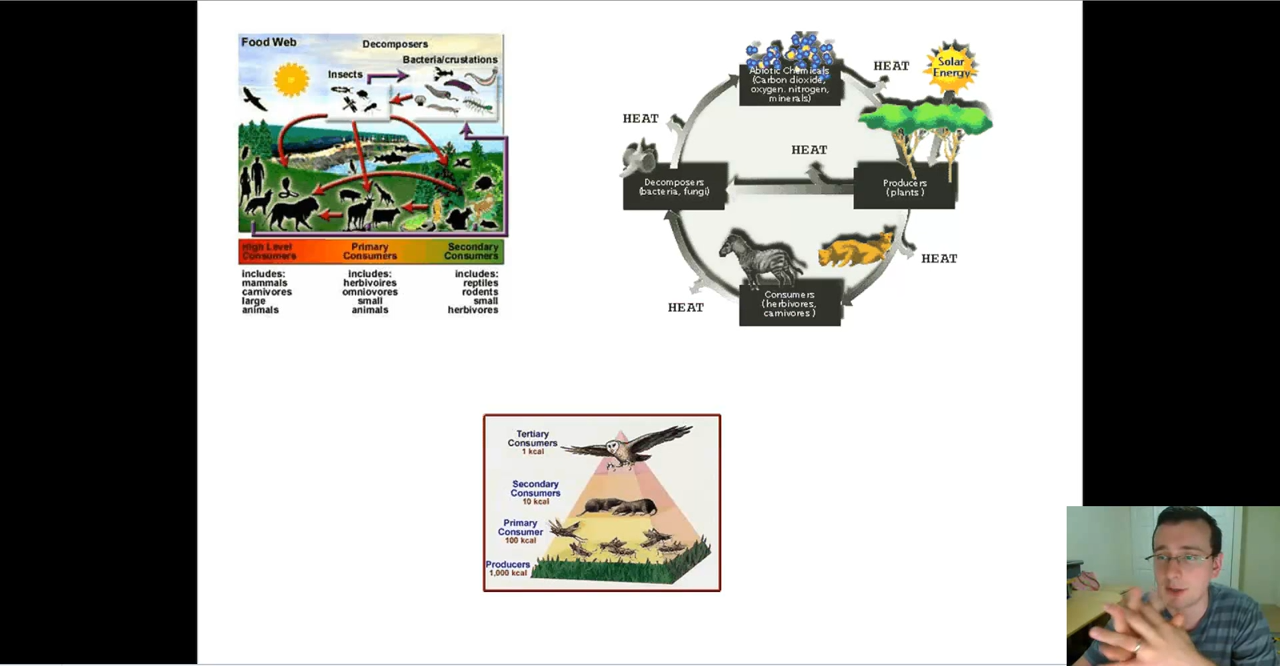 Food Web
Decomposers
Bacteria/crustations
Insects
High Level
Consumers
Primary
Consumers
Secondary
Consumers
includes:
mammals
carnivores
large
animals
includes:
herbivoires
omniovores
small
animals
includes:
reptiles
rodents
small
herbivores
Abiotic Chemicals
(Carbon dioxide,
oxygen, nitrogen,
minerals)
HEAT
Solar
Energy
HEAT
HEAT
Decomposers
(bacteria, fungi)
Producers
(plants)
HEAT
HEAT
Consumers
(herbivores,
carnivores )
Tertiary
Consumers
1 kcal
Secondary
Consumers
10 kcal
Primary
Consumer
100 kcal
Producers
1,000 kcal